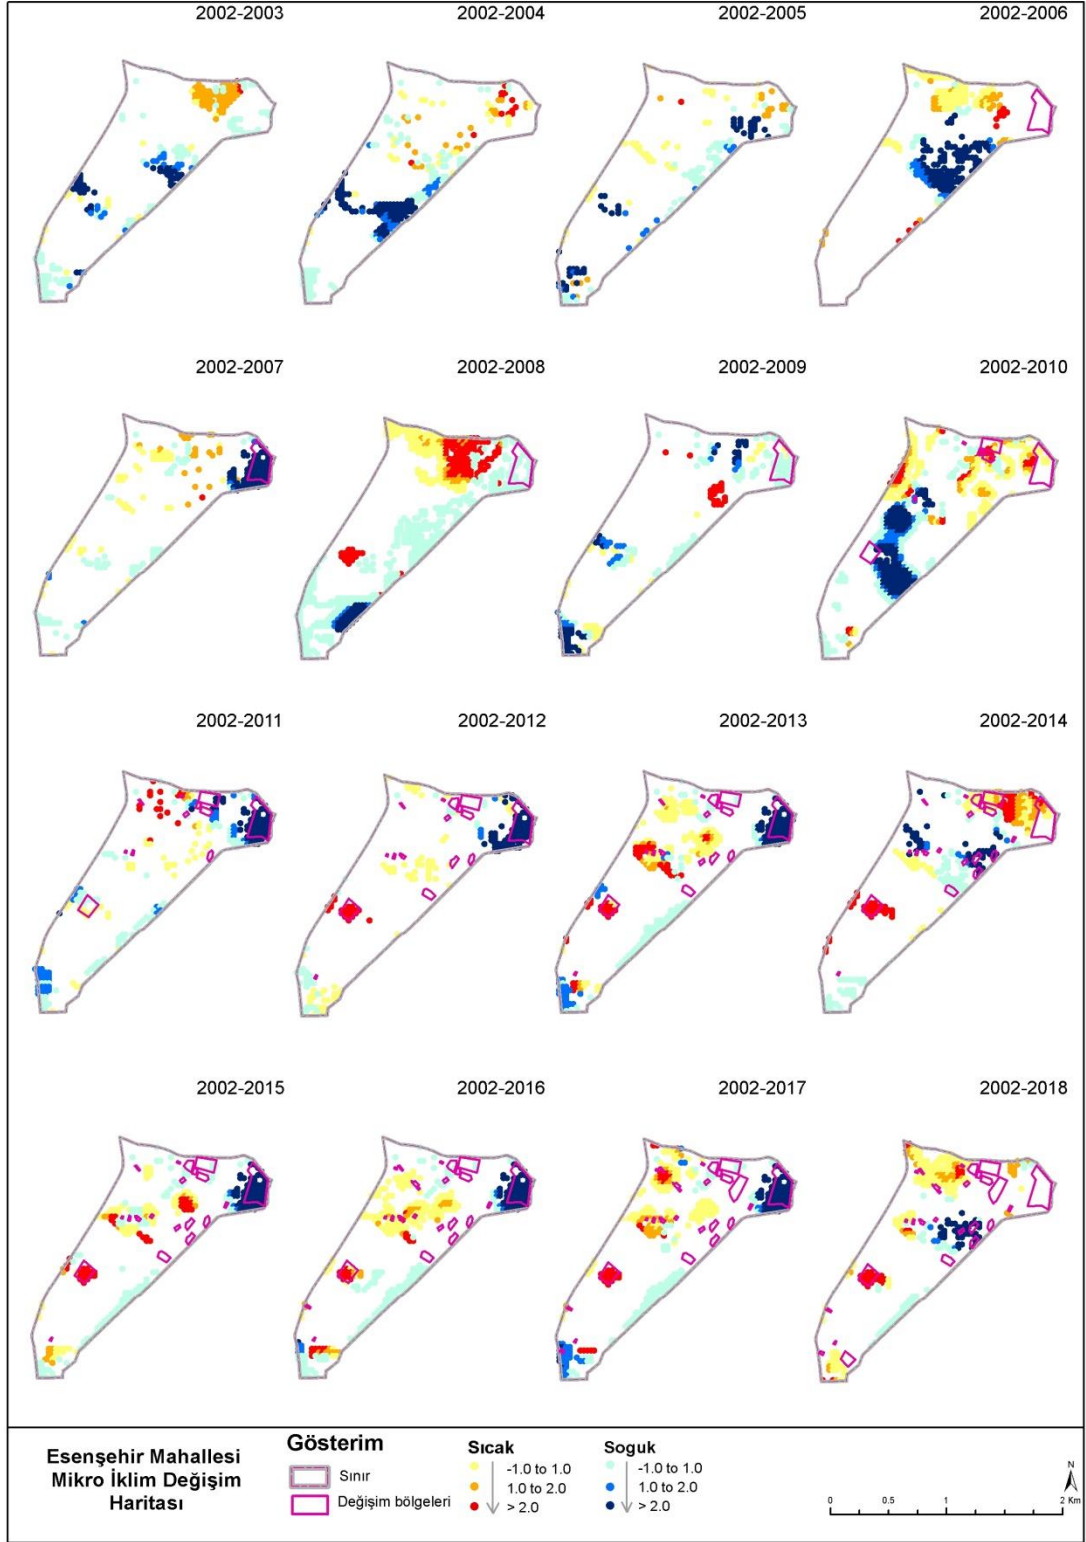 2002-2003
2002-2004
2002-2005
2002-2006
2002-2007
2002-2008
2002-2009
2002-2010
2002-2011
2002-2012
2002-2013
2002-2014
2002-2015
2002-2016
2002-2017
2002-2018
Esenşehir Mahallesi
Mikro İklim Değişim
Haritası
Gösterim
Sınır
Değişim bölgeleri
Sıcak
-1.0 to 1.0
1.0 to 2.0
> 2.0
Soguk
-1.0 to 1.0
1.0 to 2.0
> 2.0
N
0 0.5 1 2 Km